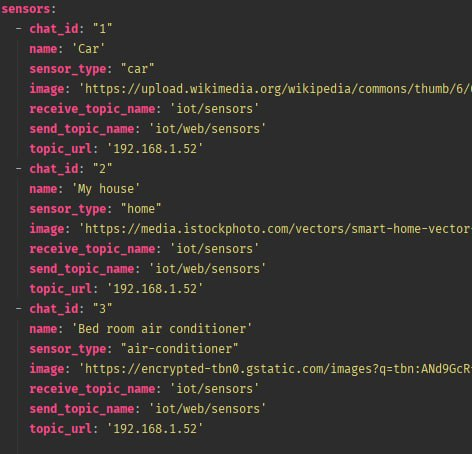 sensors:
- chat_id: "1"
name: 'Car'
sensor_type: "car"
image: 'https://upload.wikimedia.org/wikipedia/commons/thumb/6/
receive_topic_name: 'iot/sensors'
send_topic_name: 'iot/web/sensors'
topic_url: '192.168.1.52'
- chat_id: "2"
name: 'My house'
sensor_type: "home"
image: 'https://media.istockphoto.com/vectors/smart-home-vector-
receive_topic_name: 'iot/sensors'
send_topic_name: 'iot/web/sensors'
topic_url: '192.168.1.52'
- chat_id: "3"
name: 'Bed room air conditioner'
sensor_type: "air-conditioner"
image: 'https://encrypted-tbn0.gstatic.com/images?q=tbn:ANd9GcR
receive_topic_name: 'iot/sensors'
send_topic_name: 'iot/web/sensors'
topic_url: '192.168.1.52'